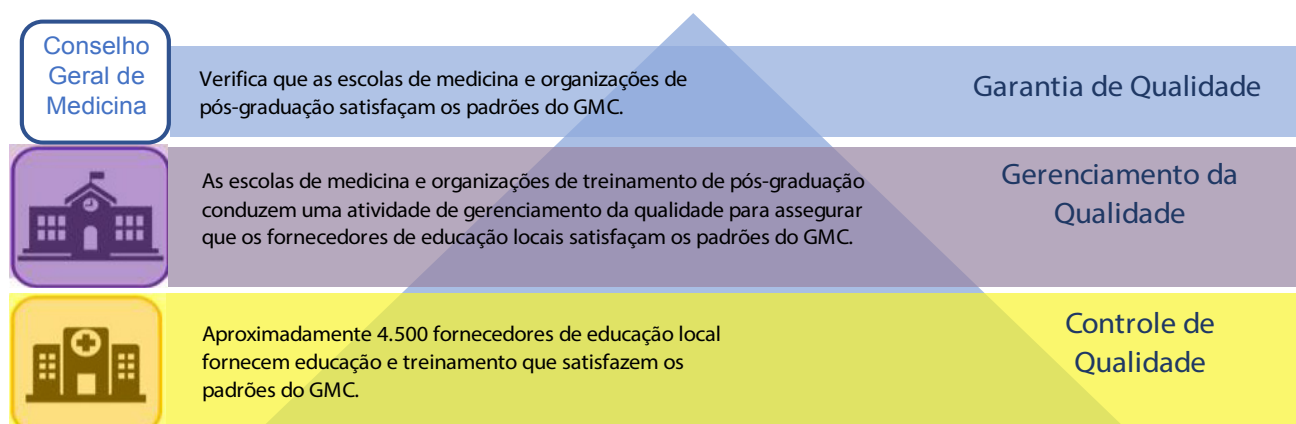 Conselho
Geral de
Medicina
Verifica que as escolas de medicina e organizações de
pós-graduação satisfaçam os padrões do GMC.
Garantia de Qualidade
As escolas de medicina e organizações de treinamento de pós-graduação
conduzem uma atividade de gerenciamento da qualidade para assegurar
que os fornecedores de educação locais satisfaçam os padrões do GMC.
Gerenciamento da
Qualidade
Aproximadamente 4.500 fornecedores de educação local
fornecem educação e treinamento que satisfazem os
padrões do GMC.
Controle de
Qualidade